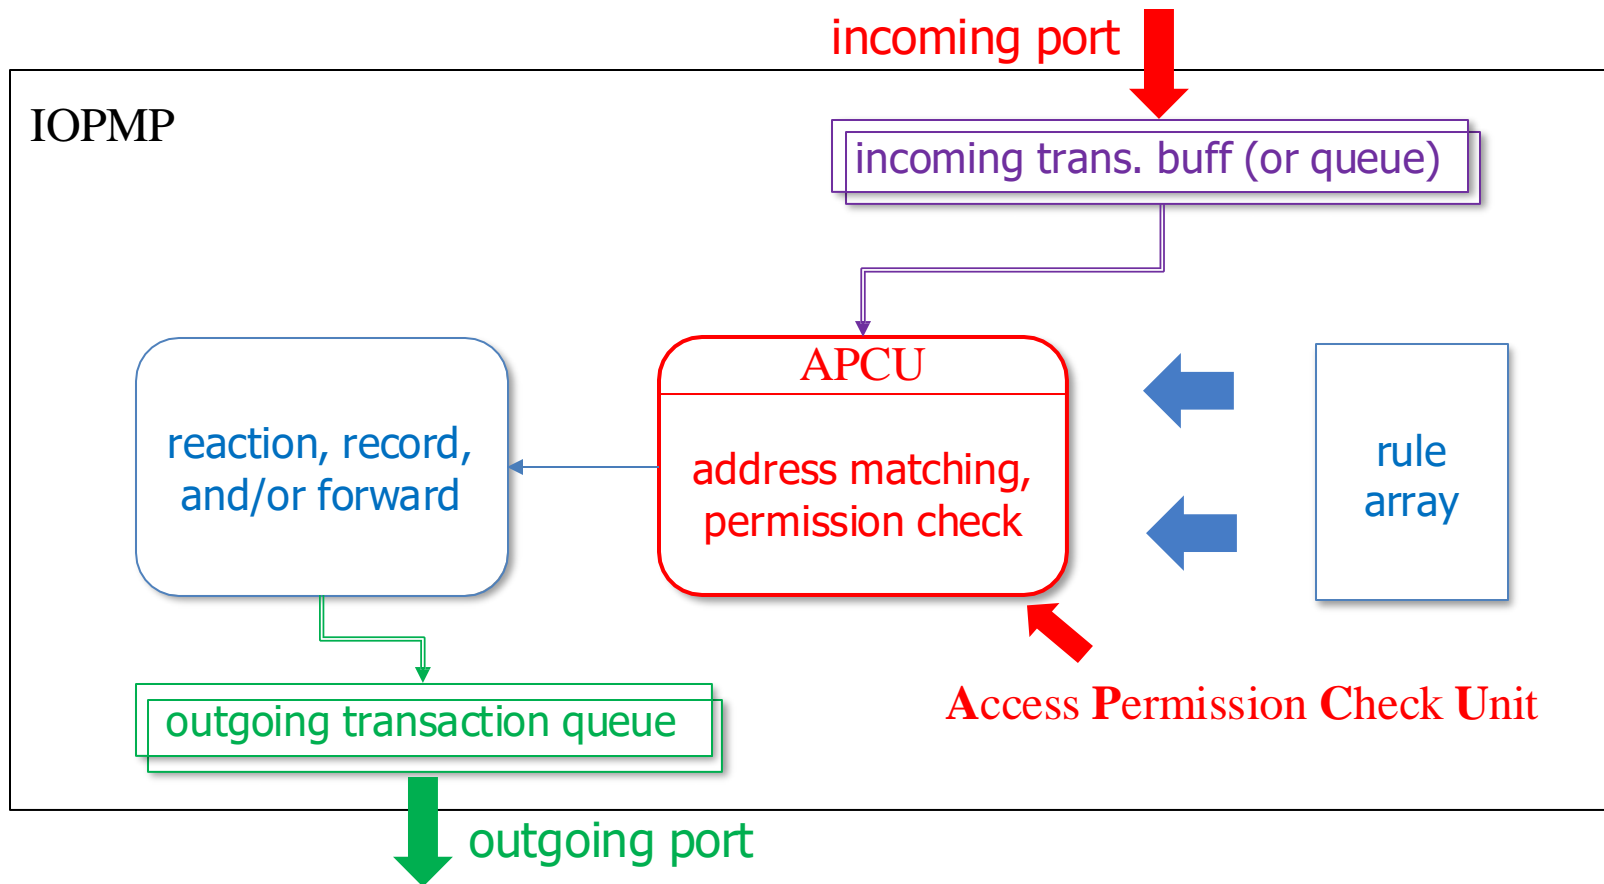 incoming port
IOPMP
incoming trans. buff (or queue)
APCU
address matching,
permission check
reaction, record,
and/or forward
rule
array
Access Permission Check Unit
outgoing transaction queue
outgoing port